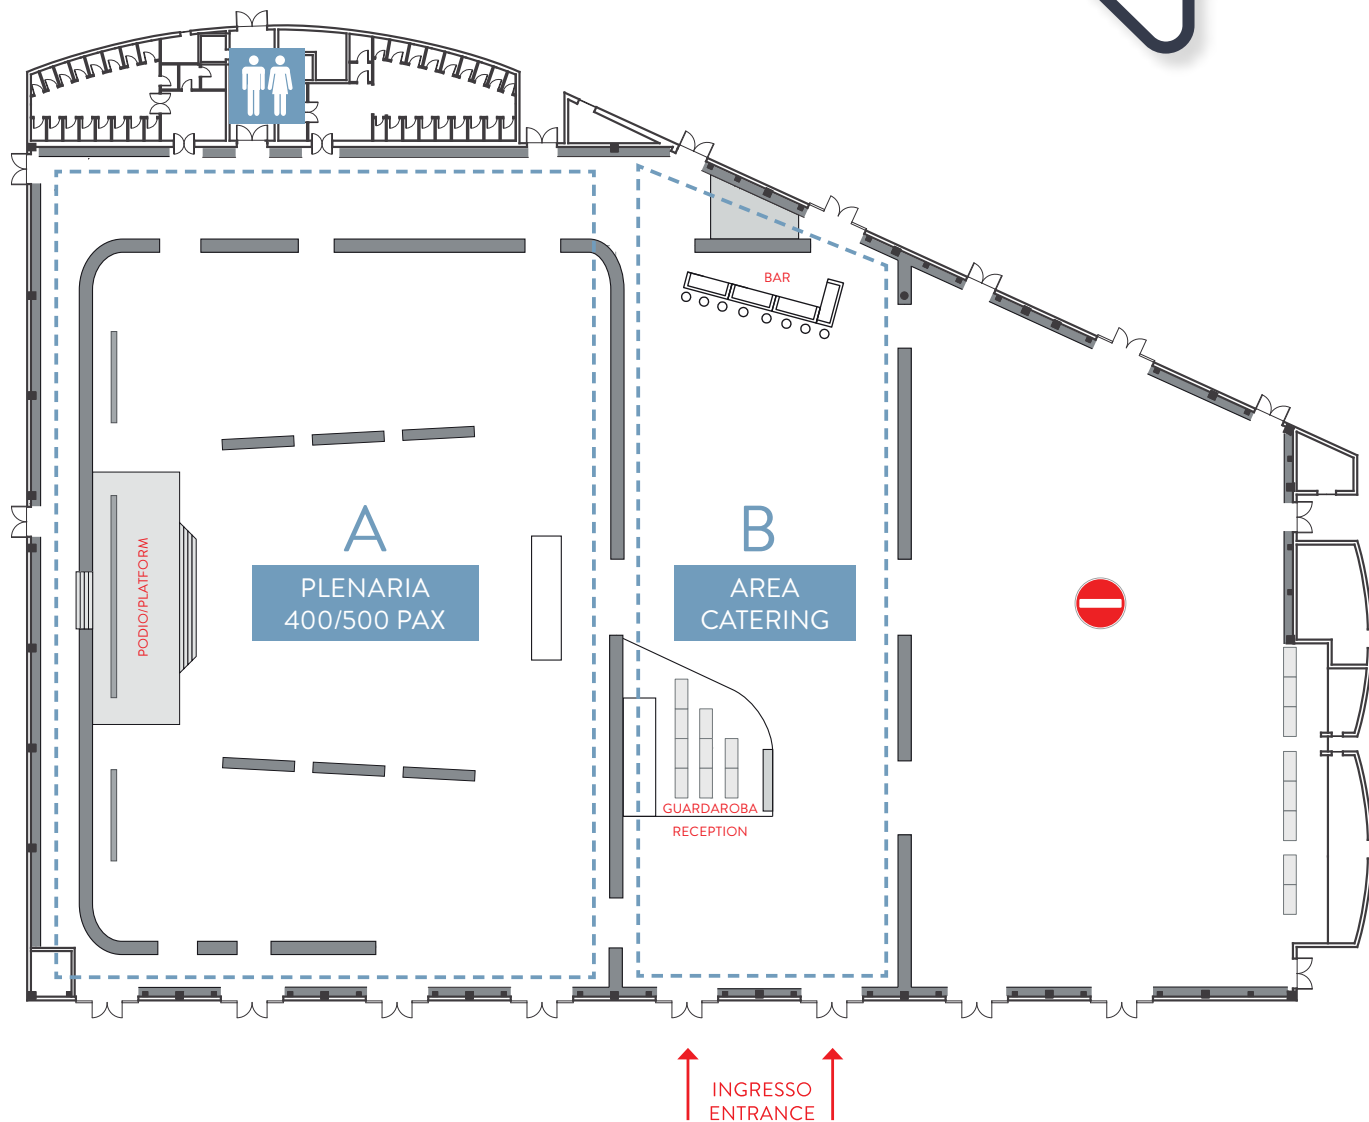 BAR
A
PLENARIA
400/500 PAX
PODIO/PLATFORM
B
AREA
CATERING
GUARDAROBA
RECEPTION
INGRESSO
ENTRANCE